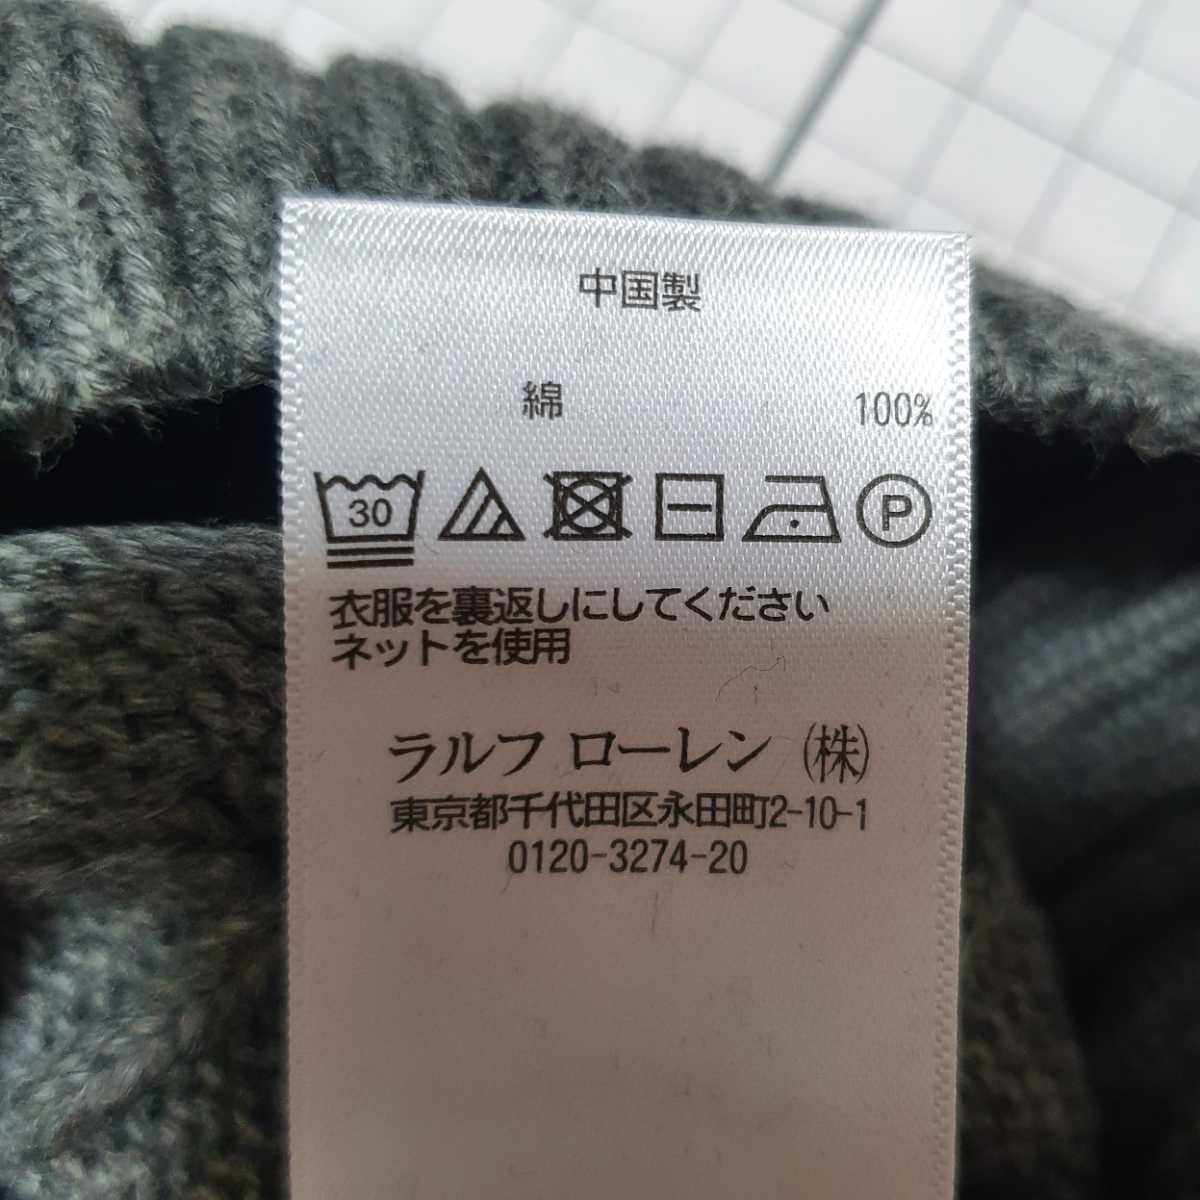 中国製
綿 100%
30 P
衣服を裏返しにしてください
ネットを使用
ラルフ ローレン (株)
東京都千代田区永田町2-10-1
0120-3274-20